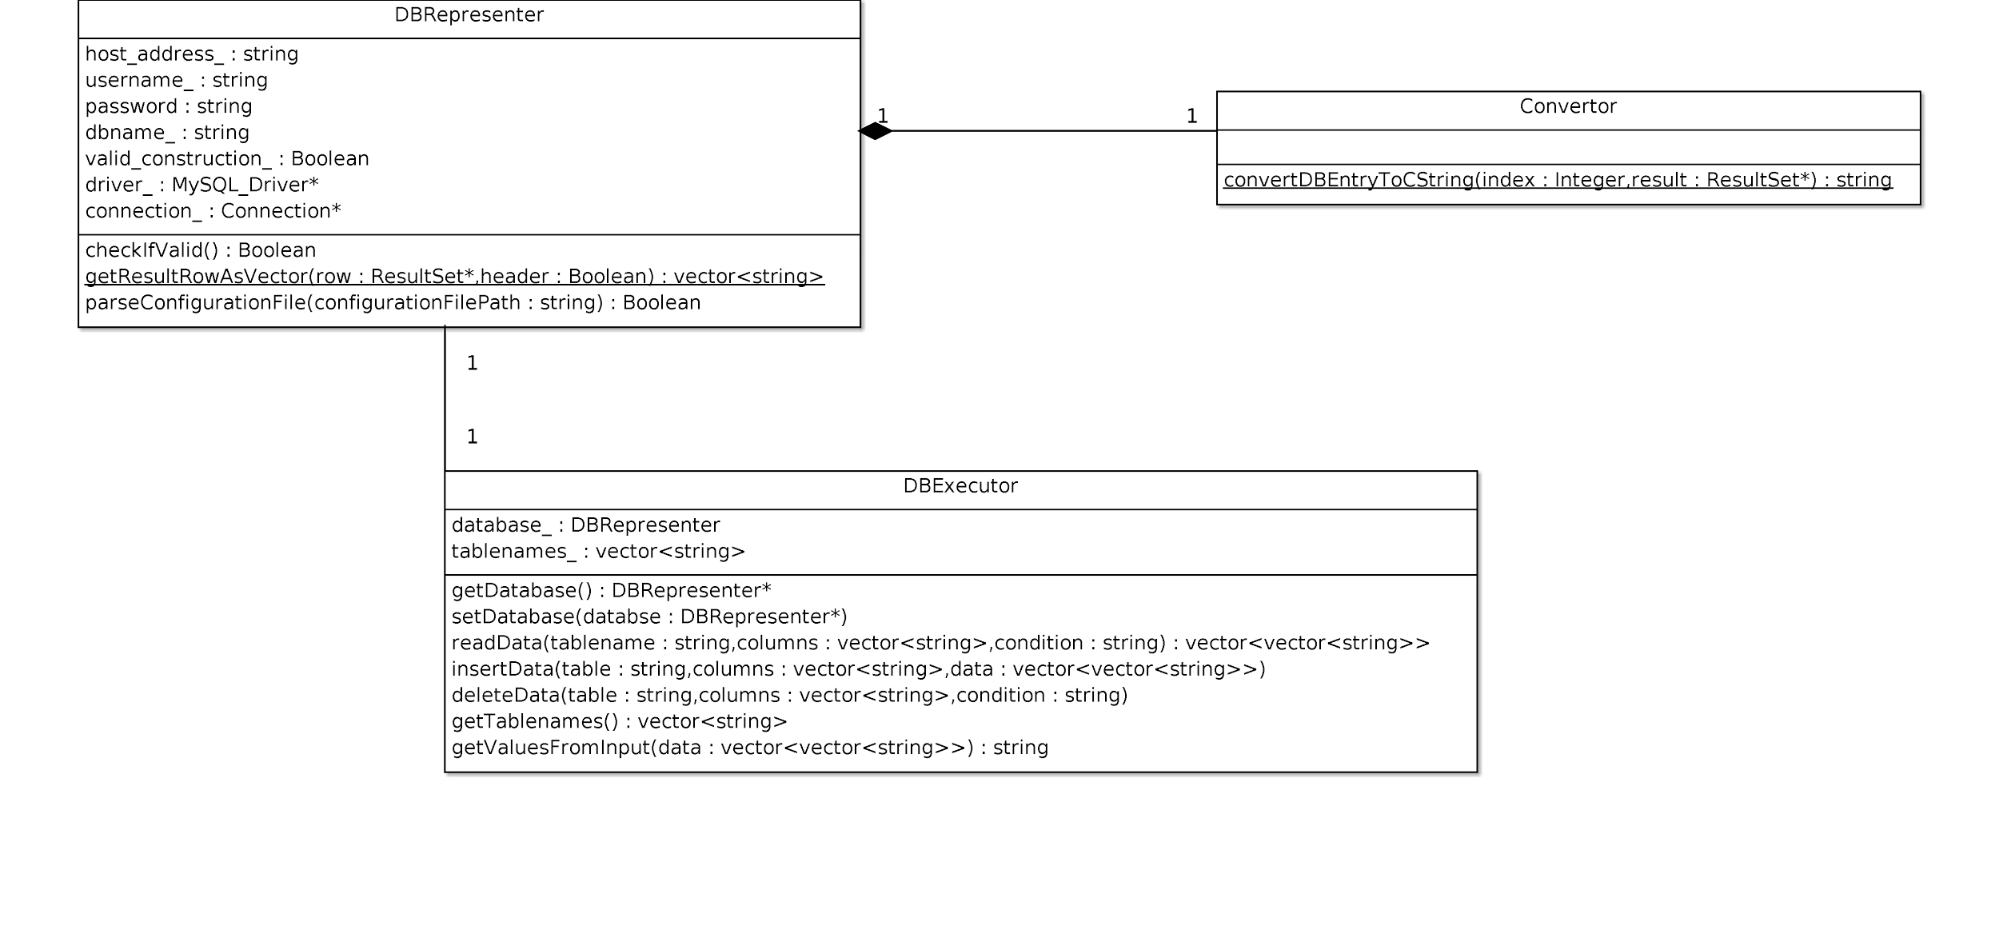 DBRepresenter
host_address_ : string
username_ : string
password : string
dbname_ : string
valid_construction_ : Boolean
driver_ : MySQL_Driver*
connection_ : Connection*
checkIfValid() : Boolean
getResultRowAsVector(row : ResultSet*,header : Boolean) : vector<string>
parseConfigurationFile(configurationFilePath : string) : Boolean
1
1
Convertor
convertDBEntryToCString(index : Integer,result : ResultSet*) : string
1
1
DBExecutor
database_ : DBRepresenter
tablenames_ : vector<string>
getDatabase() : DBRepresenter*
setDatabase(databse : DBRepresenter*)
readData(tablename : string,columns : vector<string>,condition : string) : vector<vector<string>>
insertData(table : string,columns : vector<string>,data : vector<vector<string>>)
deleteData(table : string,columns : vector<string>,condition : string)
getTablenames() : vector<string>
getValuesFromInput(data : vector<vector<string>>) : string